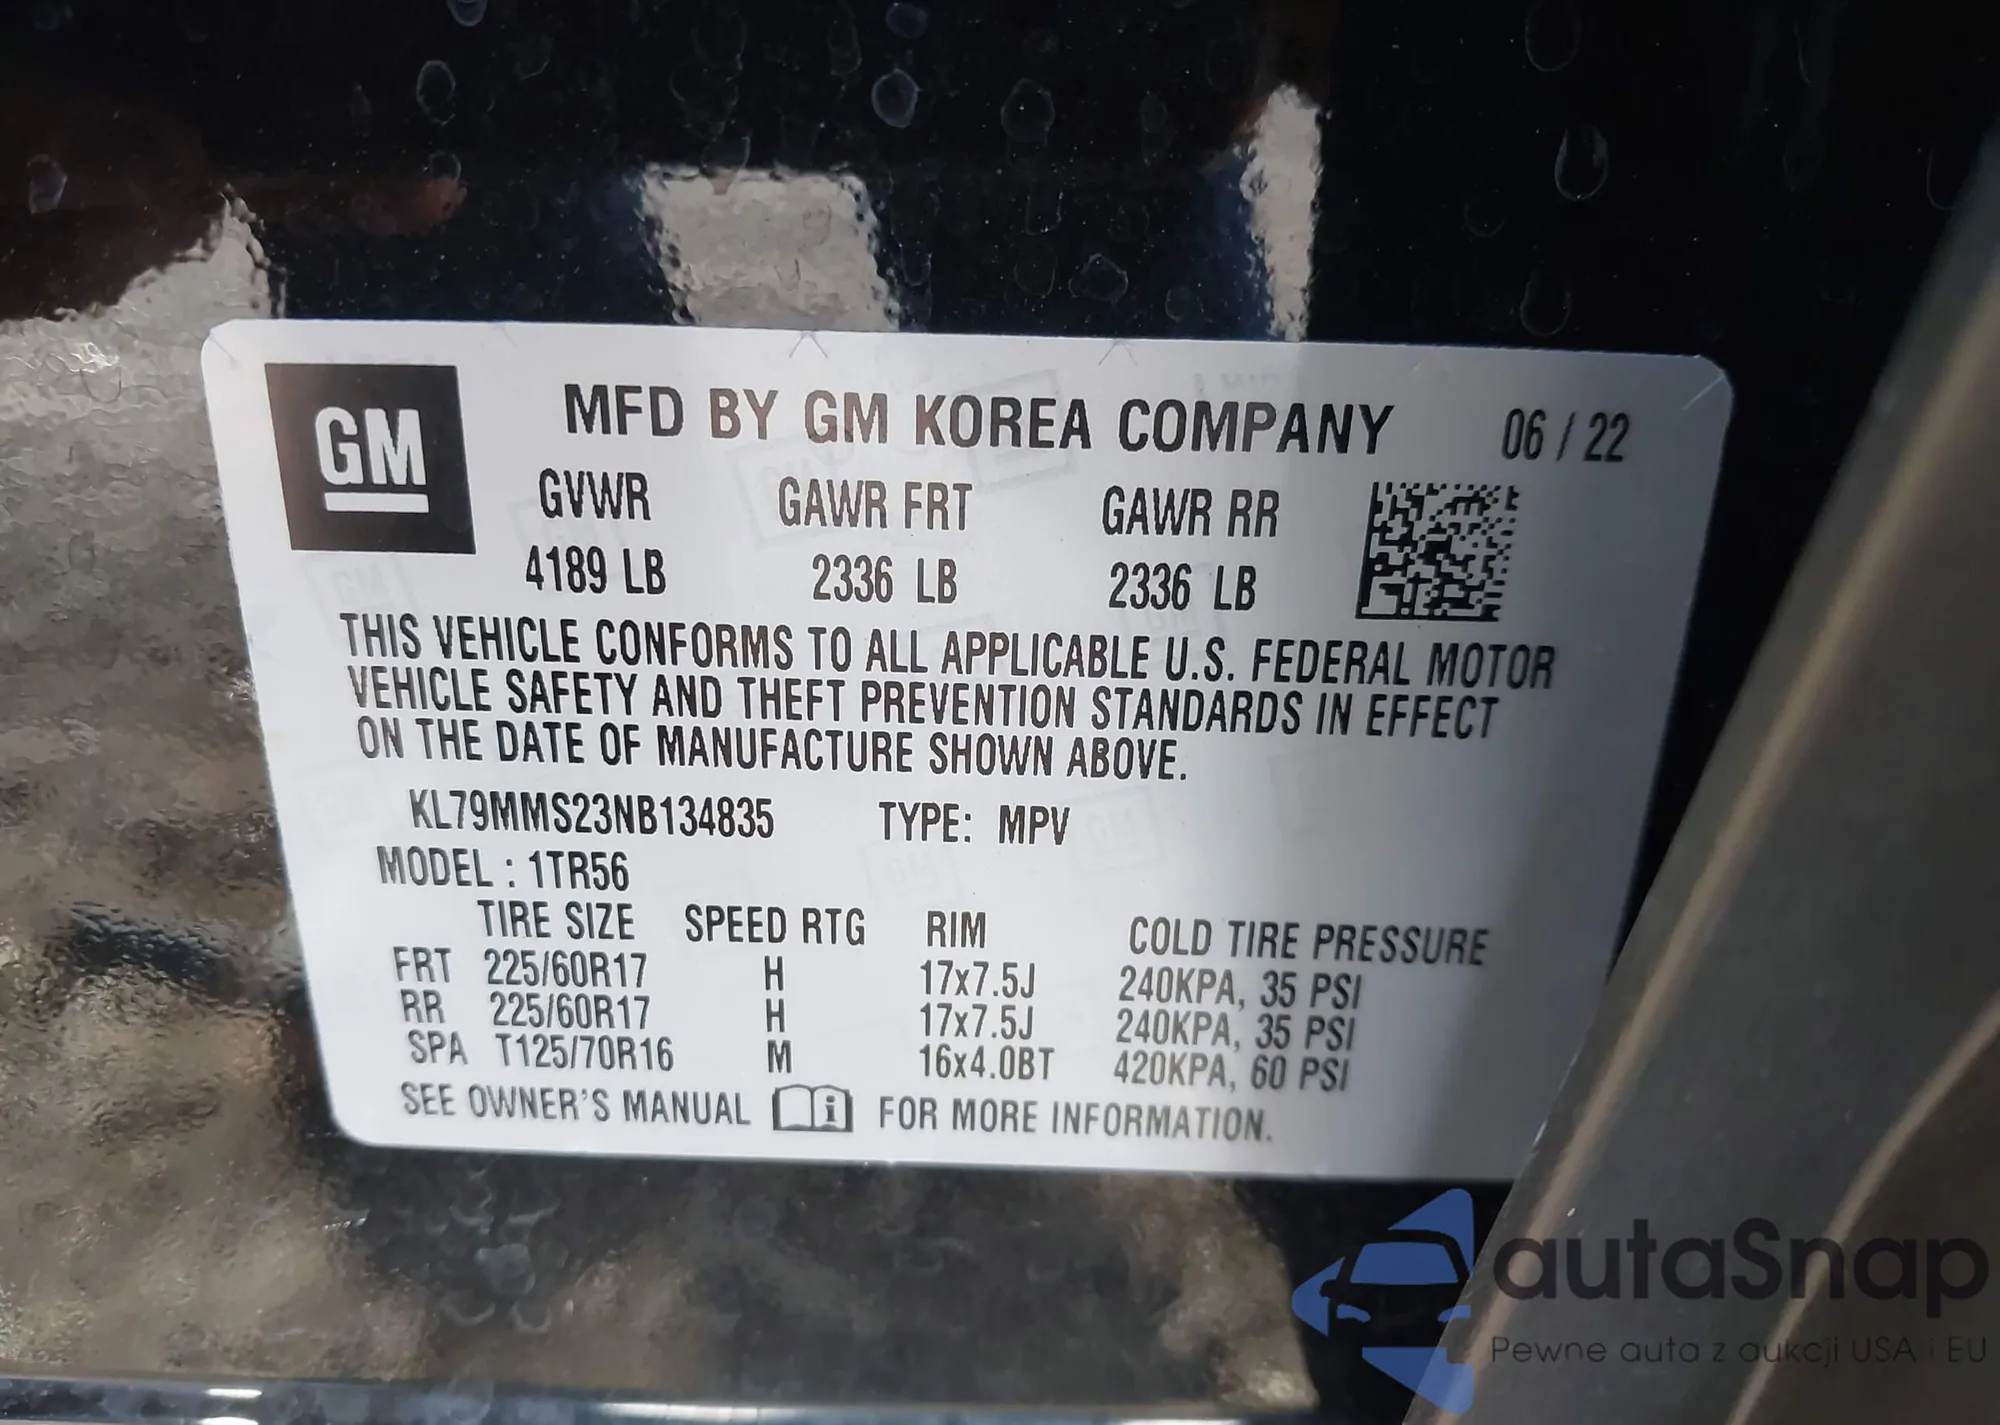 GM
MFD BY GM KOREA COMPANY 06 / 22
GVWR GAWR FRT GAWR RR
4189 LB 2336 LB 2336 LB
THIS VEHICLE CONFORMS TO ALL APPLICABLE U.S. FEDERAL MOTOR
VEHICLE SAFETY AND THEFT PREVENTION STANDARDS IN EFFECT
ON THE DATE OF MANUFACTURE SHOWN ABOVE.
KL79MMS23NB134835 TYPE: MPV
MODEL : 1TR56
TIRE SIZE SPEED RTG RIM COLD TIRE PRESSURE
FRT 225/60R17 H 17x7.5J 240KPA, 35 PSI
RR 225/60R17 H 17x7.5J 240KPA, 35 PSI
SPA T125/70R16 M 16x4.0BT 420KPA, 60 PSI
SEE OWNER'S MANUAL i FOR MORE INFORMATION.
autaSnap
Pewne auta z aukcji USA i EU